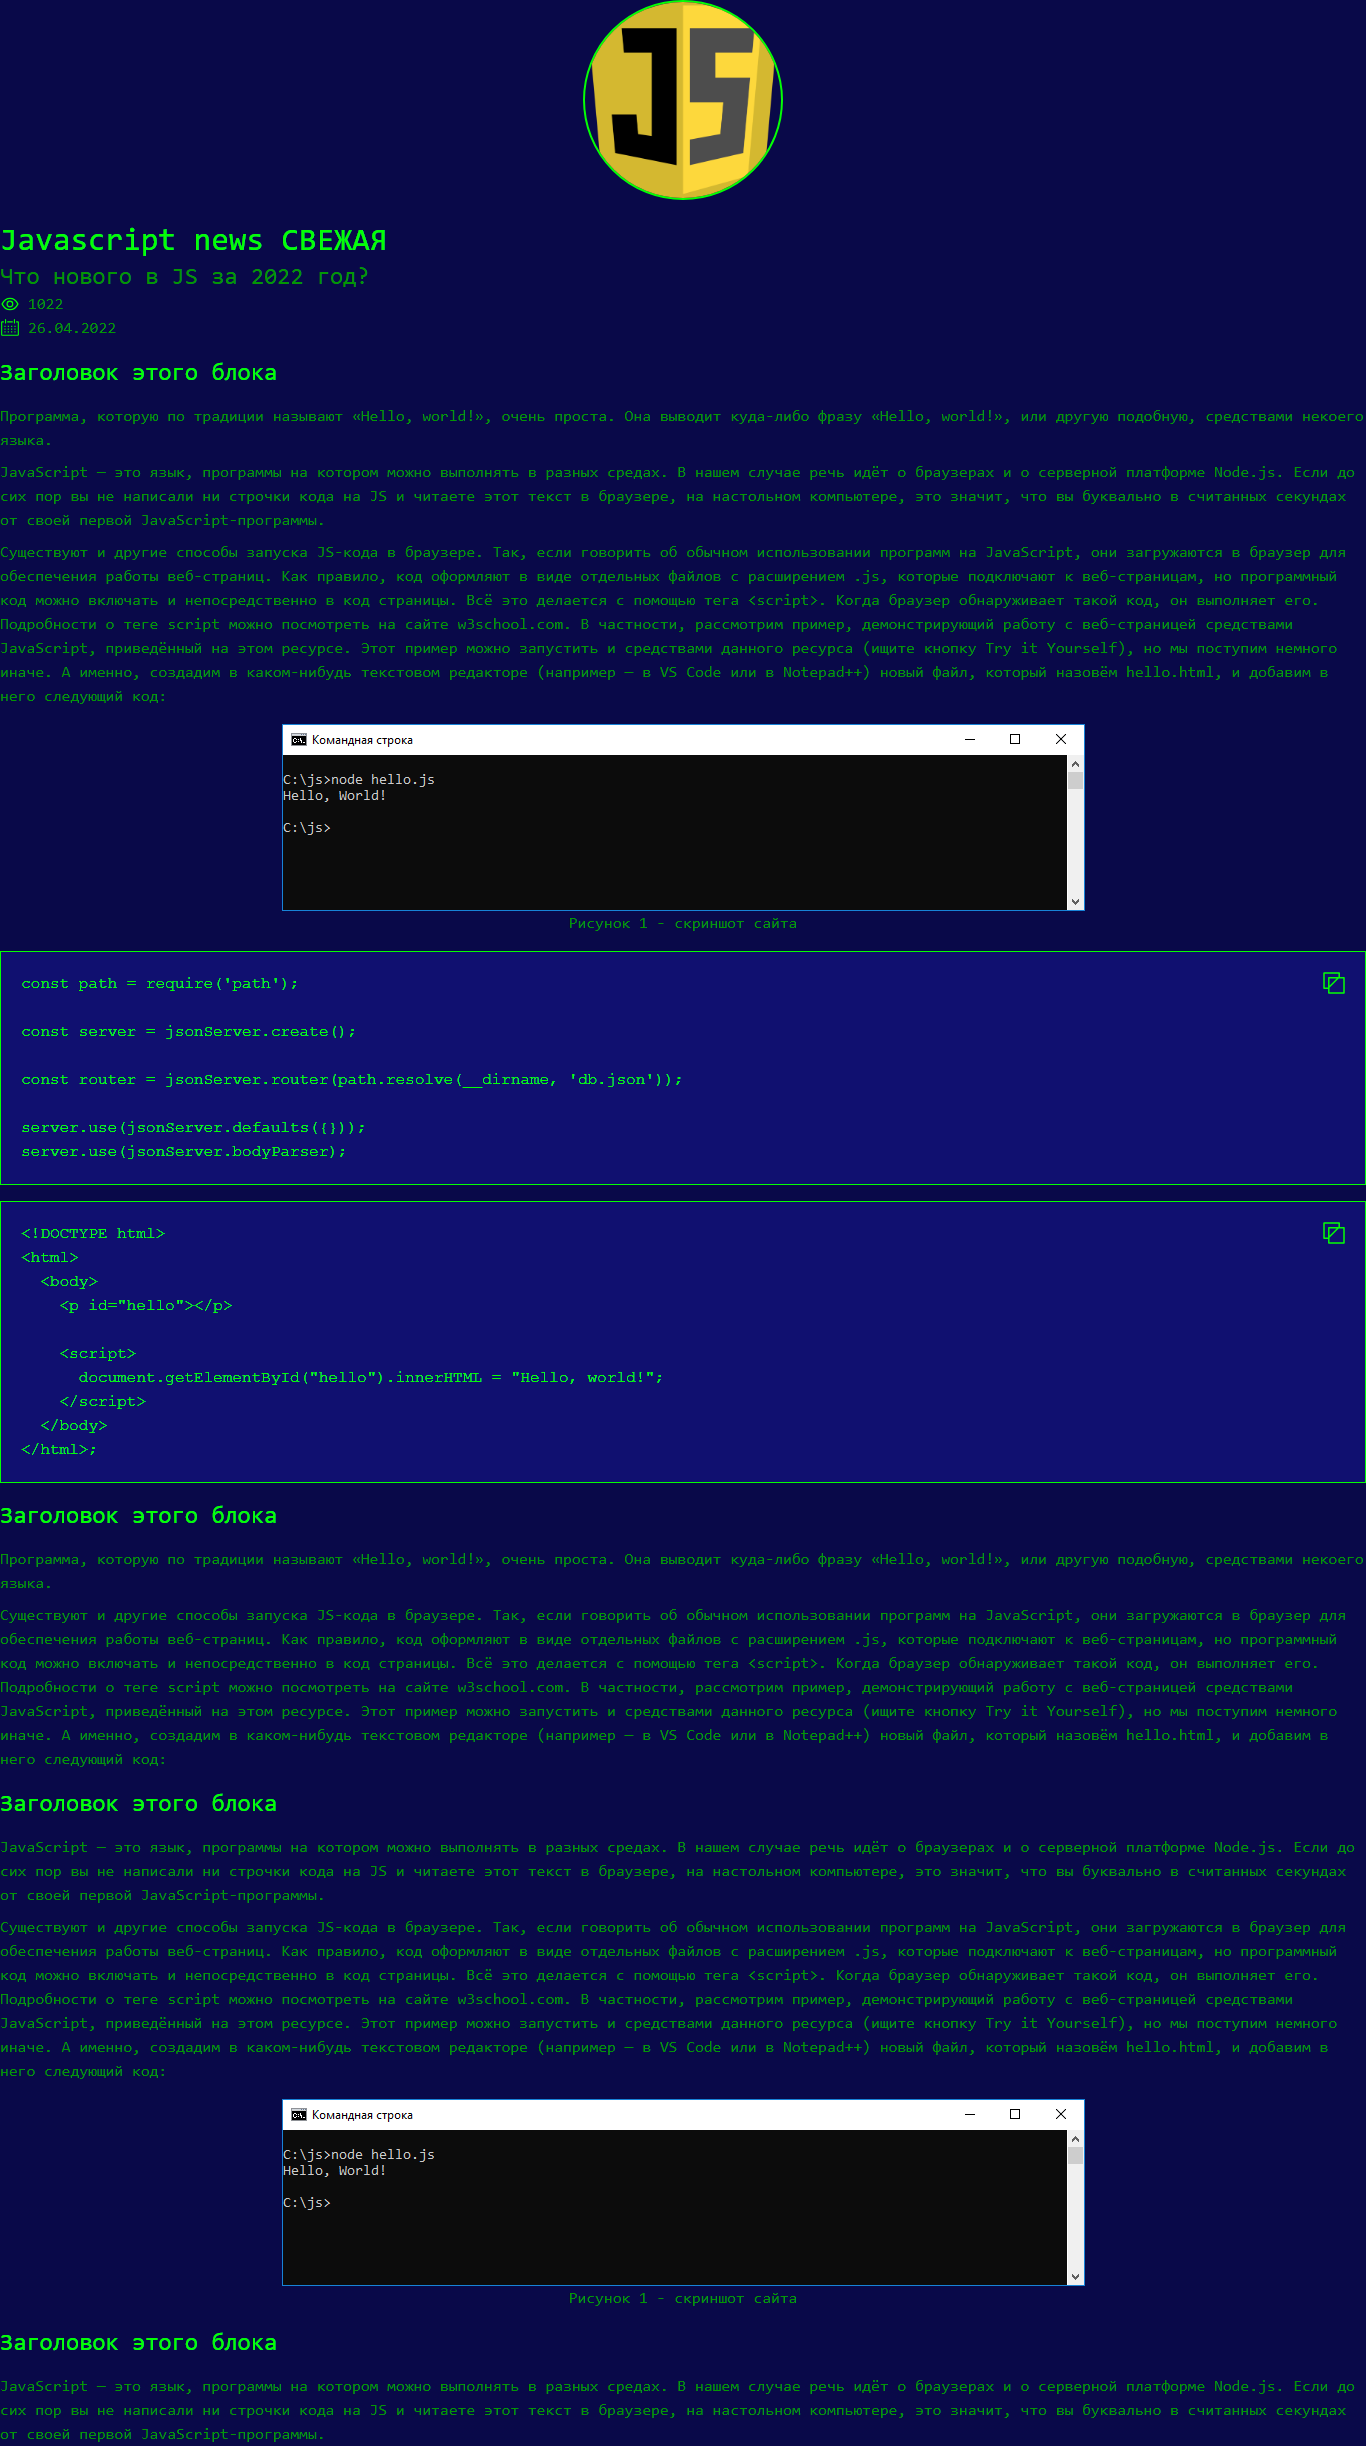 JS
Javascript news СВЕЖАЯ
Что нового в JS за 2022 год?
1022
26.04.2022
Заголовок этого блока
Программа, которую по традиции называют «Hello, world!», очень проста. Она выводит куда-либо фразу «Hello, world!», или другую подобную, средствами некоего
языка.
JavaScript — это язык, программы на котором можно выполнять в разных средах. В нашем случае речь идёт о браузерах и о серверной платформе Node.js. Если до
сих пор вы не написали ни строчки кода на JS и читаете этот текст в браузере, на настольном компьютере, это значит, что вы буквально в считанных секундах
от своей первой JavaScript-программы.
Существуют и другие способы запуска JS-кода в браузере. Так, если говорить об обычном использовании программ на JavaScript, они загружаются в браузер для
обеспечения работы веб-страниц. Как правило, код оформляют в виде отдельных файлов с расширением .js, которые подключают к веб-страницам, но программный
код можно включать и непосредственно в код страницы. Всё это делается с помощью тега <script>. Когда браузер обнаруживает такой код, он выполняет его.
Подробности о теге script можно посмотреть на сайте w3school.com. В частности, рассмотрим пример, демонстрирующий работу с веб-страницей средствами
JavaScript, приведённый на этом ресурсе. Этот пример можно запустить и средствами данного ресурса (ищите кнопку Try it Yourself), но мы поступим немного
иначе. А именно, создадим в каком-нибудь текстовом редакторе (например — в VS Code или в Notepad++) новый файл, который назовём hello.html, и добавим в
него следующий код:
Командная строка
C:\js>node hello.js
Hello, World!
C:\js>
Рисунок 1 - скриншот сайта
const path = require('path');
const server = jsonServer.create();
const router = jsonServer.router(path.resolve(__dirname, 'db.json'));
server.use(jsonServer.defaults({}));
server.use(jsonServer.bodyParser);
<!DOCTYPE html>
<html>
<body>
<p id="hello"></p>
<script>
document.getElementById("hello").innerHTML = "Hello, world!";
</script>
</body>
</html>;
Заголовок этого блока
Программа, которую по традиции называют «Hello, world!», очень проста. Она выводит куда-либо фразу «Hello, world!», или другую подобную, средствами некоего
языка.
Существуют и другие способы запуска JS-кода в браузере. Так, если говорить об обычном использовании программ на JavaScript, они загружаются в браузер для
обеспечения работы веб-страниц. Как правило, код оформляют в виде отдельных файлов с расширением .js, которые подключают к веб-страницам, но программный
код можно включать и непосредственно в код страницы. Всё это делается с помощью тега <script>. Когда браузер обнаруживает такой код, он выполняет его.
Подробности о теге script можно посмотреть на сайте w3school.com. В частности, рассмотрим пример, демонстрирующий работу с веб-страницей средствами
JavaScript, приведённый на этом ресурсе. Этот пример можно запустить и средствами данного ресурса (ищите кнопку Try it Yourself), но мы поступим немного
иначе. А именно, создадим в каком-нибудь текстовом редакторе (например — в VS Code или в Notepad++) новый файл, который назовём hello.html, и добавим в
него следующий код:
Заголовок этого блока
JavaScript — это язык, программы на котором можно выполнять в разных средах. В нашем случае речь идёт о браузерах и о серверной платформе Node.js. Если до
сих пор вы не написали ни строчки кода на JS и читаете этот текст в браузере, на настольном компьютере, это значит, что вы буквально в считанных секундах
от своей первой JavaScript-программы.
Существуют и другие способы запуска JS-кода в браузере. Так, если говорить об обычном использовании программ на JavaScript, они загружаются в браузер для
обеспечения работы веб-страниц. Как правило, код оформляют в виде отдельных файлов с расширением .js, которые подключают к веб-страницам, но программный
код можно включать и непосредственно в код страницы. Всё это делается с помощью тега <script>. Когда браузер обнаруживает такой код, он выполняет его.
Подробности о теге script можно посмотреть на сайте w3school.com. В частности, рассмотрим пример, демонстрирующий работу с веб-страницей средствами
JavaScript, приведённый на этом ресурсе. Этот пример можно запустить и средствами данного ресурса (ищите кнопку Try it Yourself), но мы поступим немного
иначе. А именно, создадим в каком-нибудь текстовом редакторе (например — в VS Code или в Notepad++) новый файл, который назовём hello.html, и добавим в
него следующий код:
Командная строка
C:\js>node hello.js
Hello, World!
C:\js>
Рисунок 1 - скриншот сайта
Заголовок этого блока
JavaScript — это язык, программы на котором можно выполнять в разных средах. В нашем случае речь идёт о браузерах и о серверной платформе Node.js. Если до
сих пор вы не написали ни строчки кода на JS и читаете этот текст в браузере, на настольном компьютере, это значит, что вы буквально в считанных секундах
от своей первой JavaScript-программы.